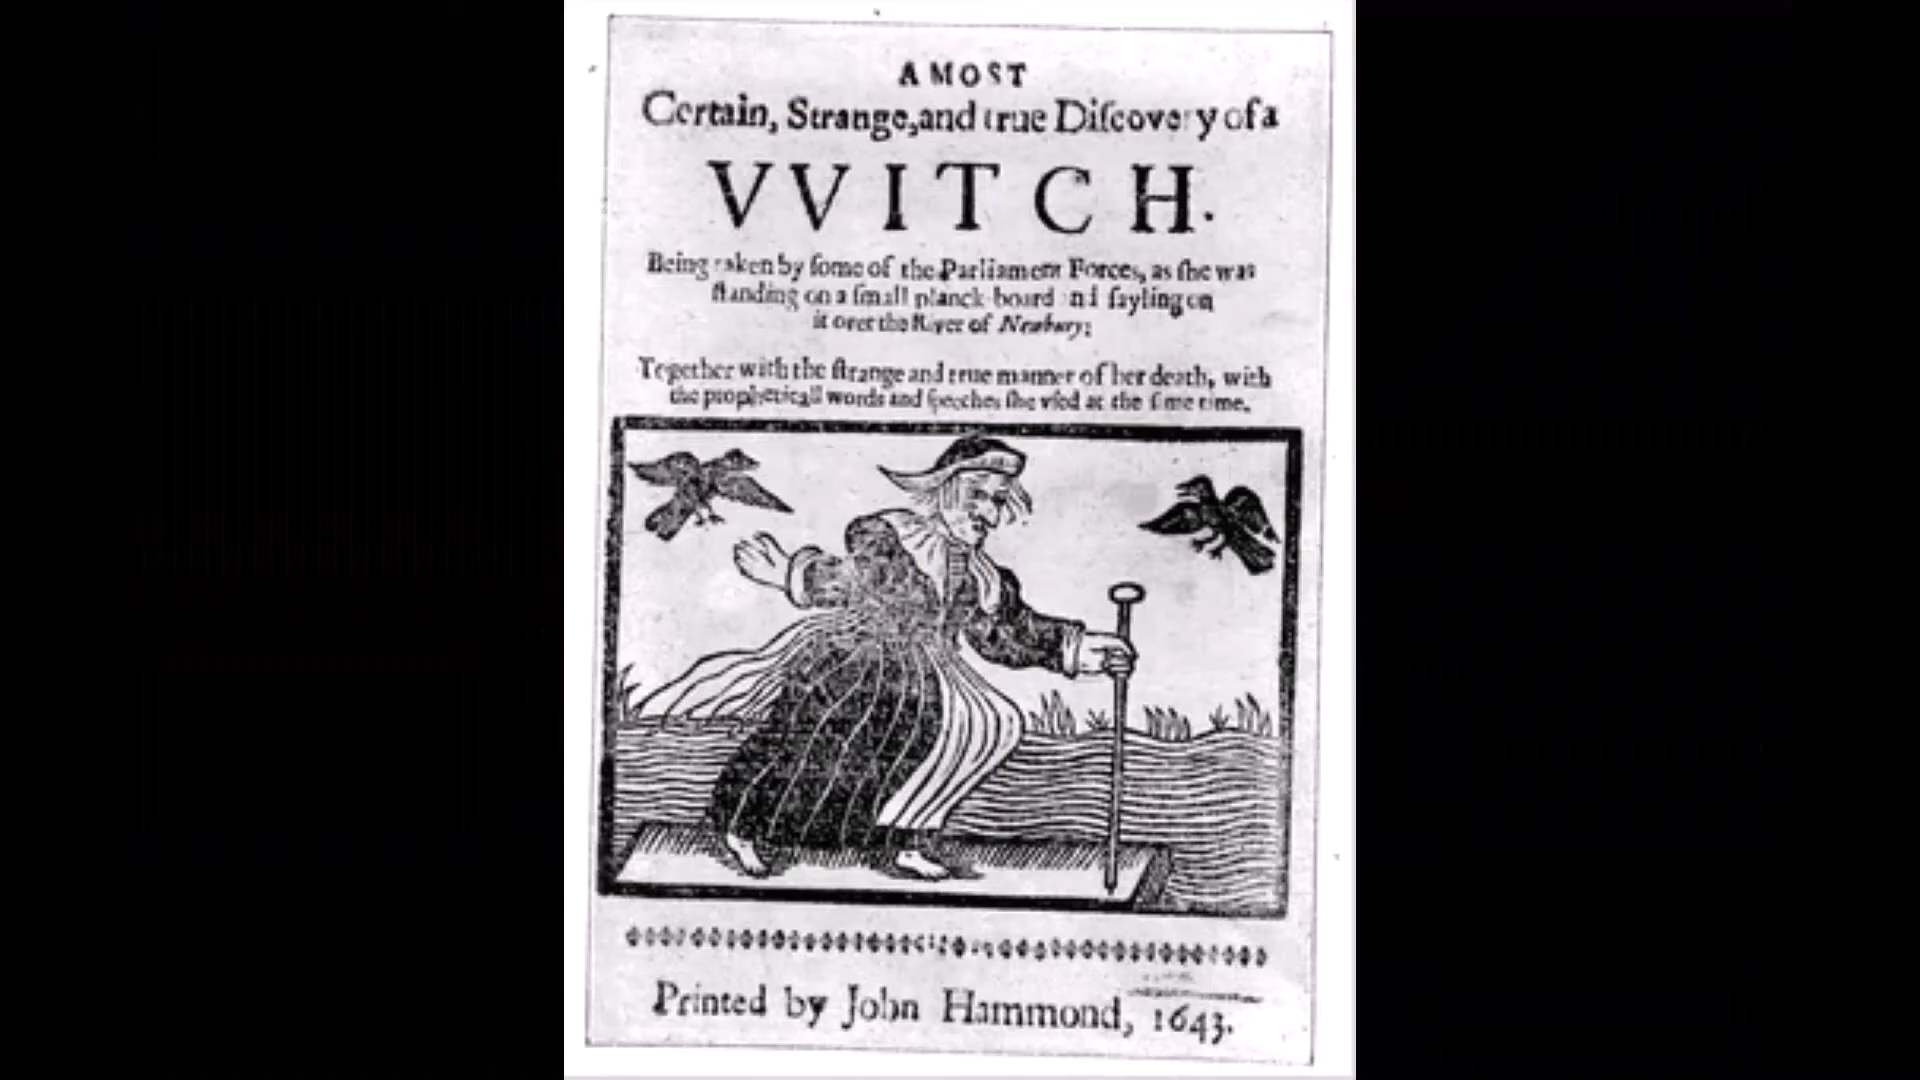 A MOST
Certain, Strange, and true Diſcovery of a
VVITCH.
Being taken by ſome of the Parliament Forces, as ſhe was
ſtanding on a ſmall planck-board and ſayling on
it over the River of Newbury:
Together with the ſtrange and true manner of her death, with
the propheticall words and ſpeeches ſhe vſed at the ſame time.
Printed by John Hammond, 1643.